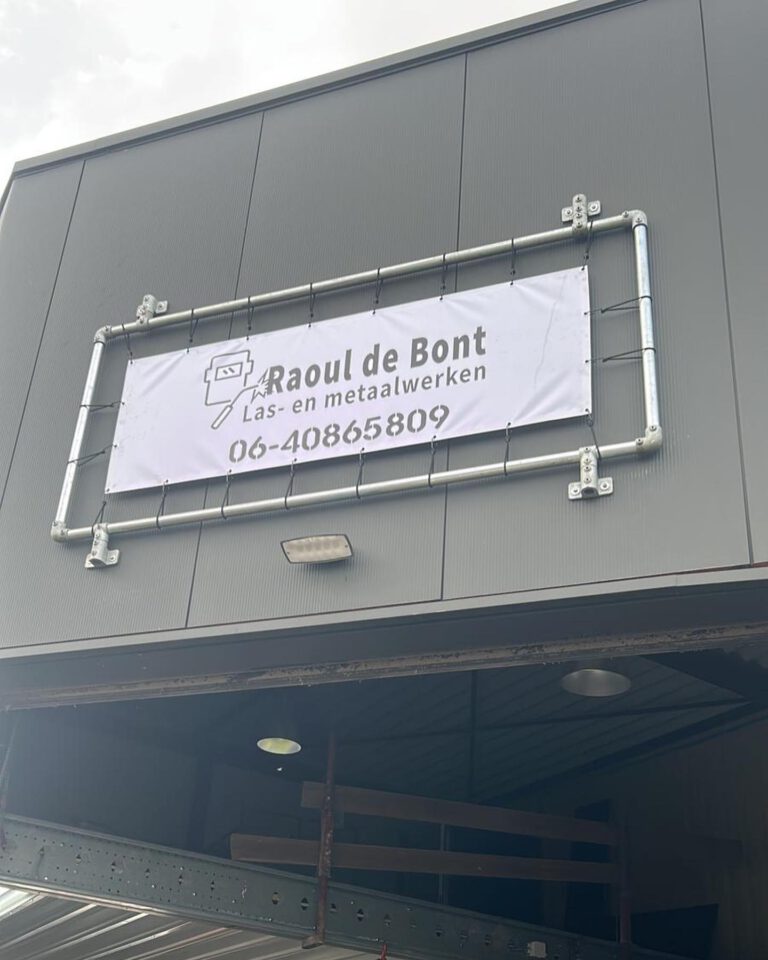 Raoul de Bont
Las- en metaalwerken
06-40865809